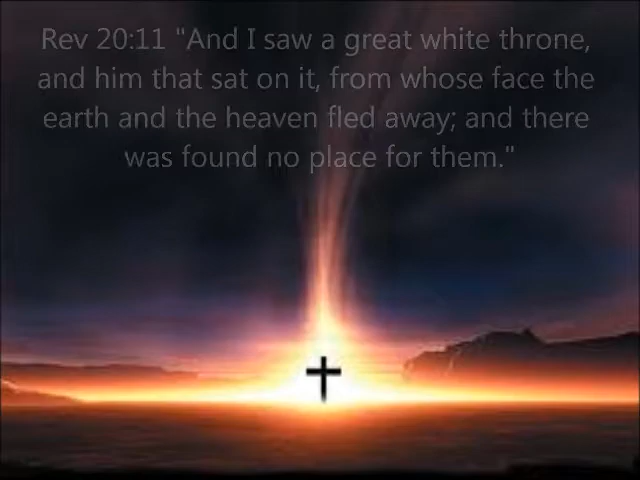 Rev 20:11 "And I saw a great white throne,
and him that sat on it, from whose face the
earth and the heaven fled away; and there
was found no place for them."